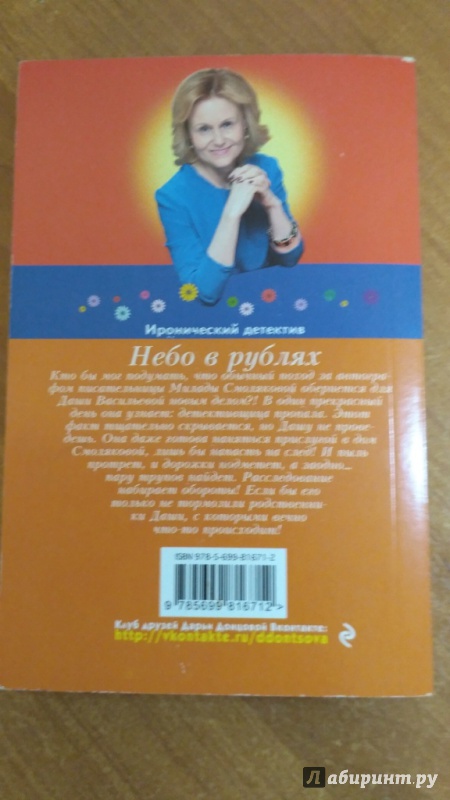 Иронический детектив
Небо в рублях
Кто бы мог подумать, что обычный поход за автогра-
фом писательницы Милады Смоляковой обернется для
Даши Васильевой новым делом?! В один прекрасный
день она узнает: детективщица пропала. Этот
факт тщательно скрывается, но Дашу не прове-
дешь. Она даже готова наняться прислугой в дом
Смоляковой, лишь бы напасть на след! И пыль
протрет, и дорожки подметет, а заодно...
пару трупов найдет. Расследование
набирает обороты! Если бы его
только не тормозили родственни-
ки Даши, с которыми вечно
что-то происходит!
ISBN 978-5-699-81671-2
9 785699 816712 >
Клуб друзей Дарьи Донцовой Вконтакте:
http://vkontakte.ru/ddontsova
Лабиринт.ру